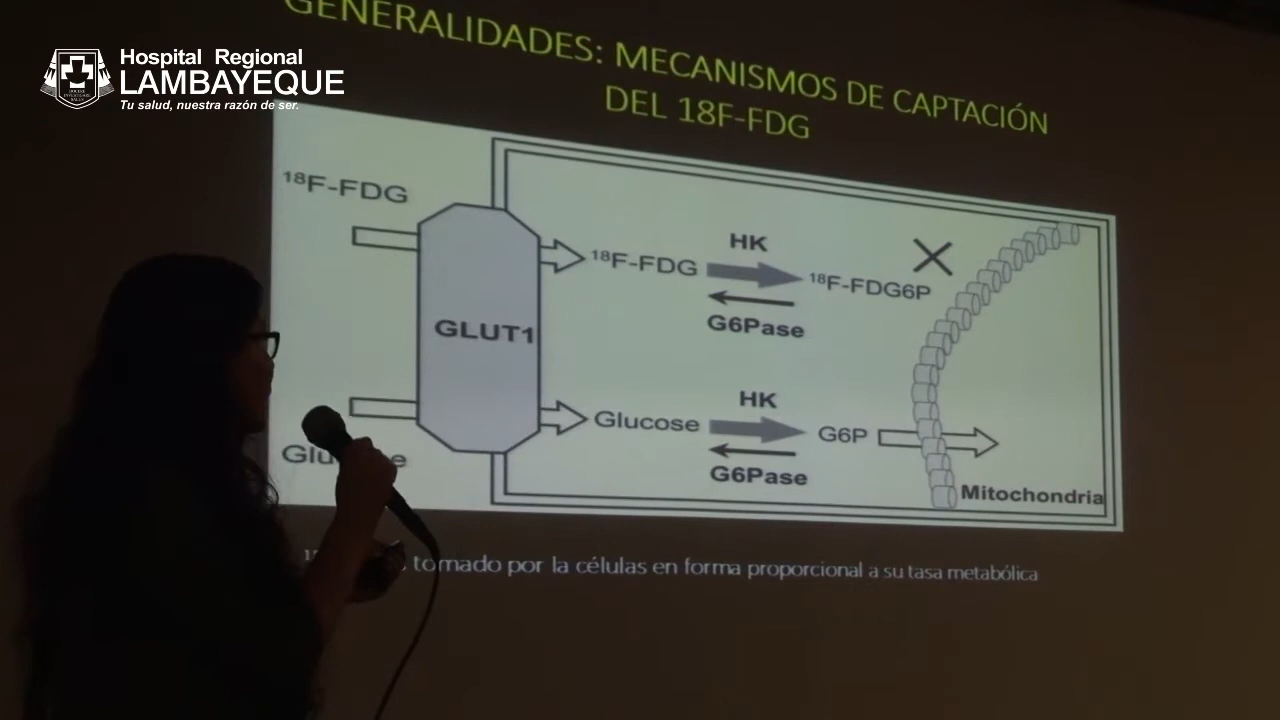 Hospital Regional
LAMBAYEQUE
Tu salud, nuestra razón de ser.
GENERALIDADES: MECANISMOS DE CAPTACIÓN
DEL 18F-FDG
¹⁸F-FDG
HK
¹⁸F-FDG
¹⁸F-FDG6P
G6Pase
GLUT1
HK
Glucose
G6P
G6Pase
Mitochondria
tomado por la células en forma proporcional a su tasa metabólica